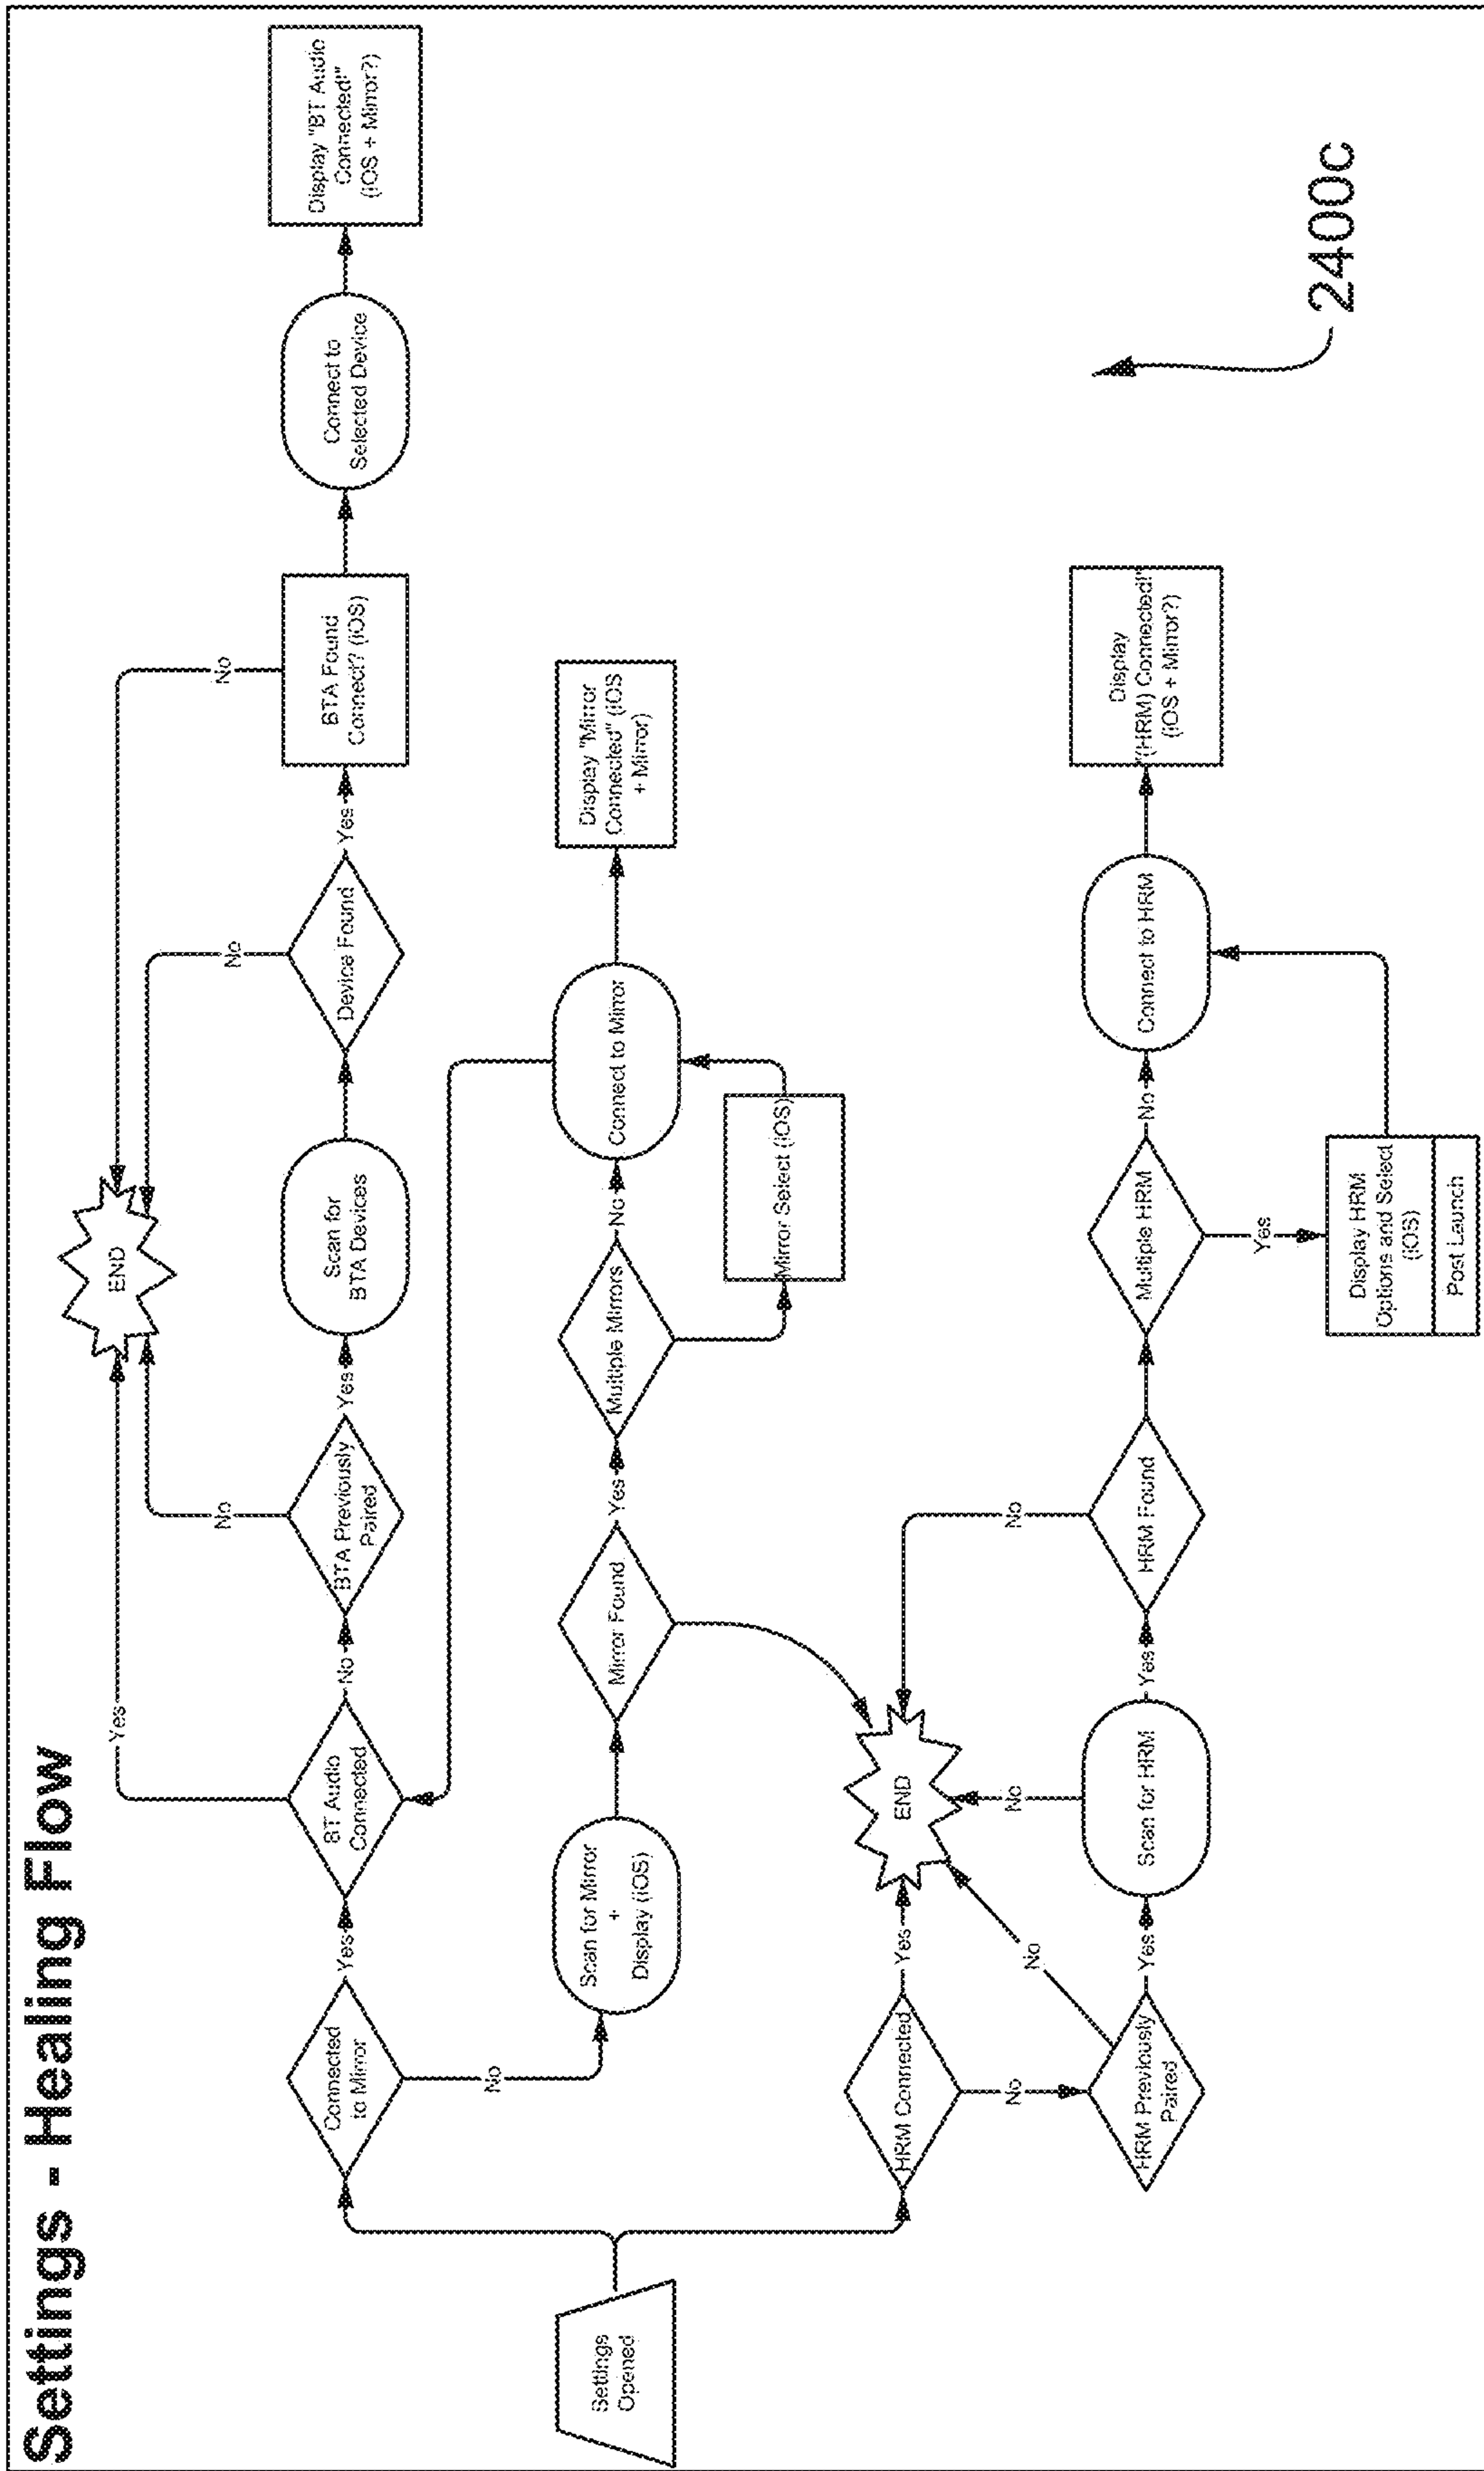 Settings - Healing Flow
Settings
Opened
Connected
to Mirror
Yes
No
BT Audio
Connected
Yes
No
BTA Previously
Paired
No
Yes
END
Scan for
BTA Devices
Device Found
No
Yes
BTA Found
Connect? (iOS)
No
Connect to
Selected Device
Display "BT Audio
Connected!"
(iOS + Mirror?)
Scan for Mirror
+
Display (iOS)
Mirror Found
Yes
Multiple Mirrors
No
Mirror Select (iOS)
Connect to Mirror
Display "Mirror
Connected" (iOS
+ Mirror)
HRM Connected
Yes
No
END
HRM Previously
Paired
No
Yes
Scan for HRM
No
Yes
HRM Found
No
Multiple HRM
No
Yes
Display HRM
Options and Select
(iOS)
Post Launch
Connect to HRM
Display
"(HRM) Connected!"
(iOS + Mirror?)
2400c